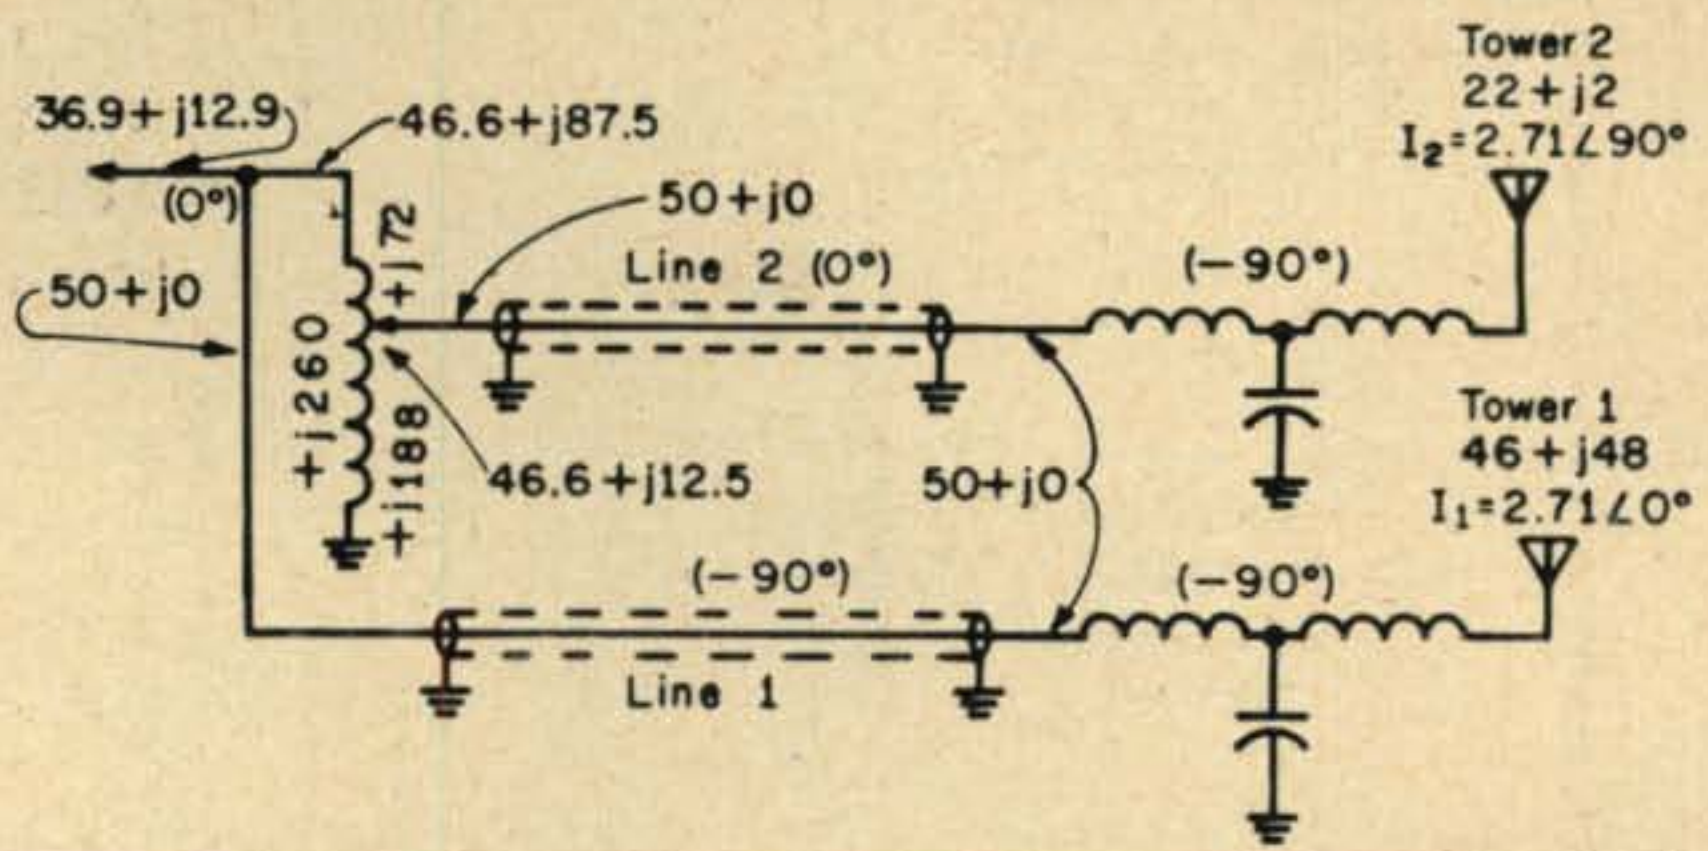 Tower 2
22+j2
I₂=2.71∠90°
36.9+j12.9
46.6+j87.5
(0°)
50+j0
+j72
Line 2 (0°)
(-90°)
50+j0
+j260
+j188
46.6+j12.5
50+j0
Tower 1
46+j48
I₁=2.71∠0°
(-90°)
(-90°)
Line 1